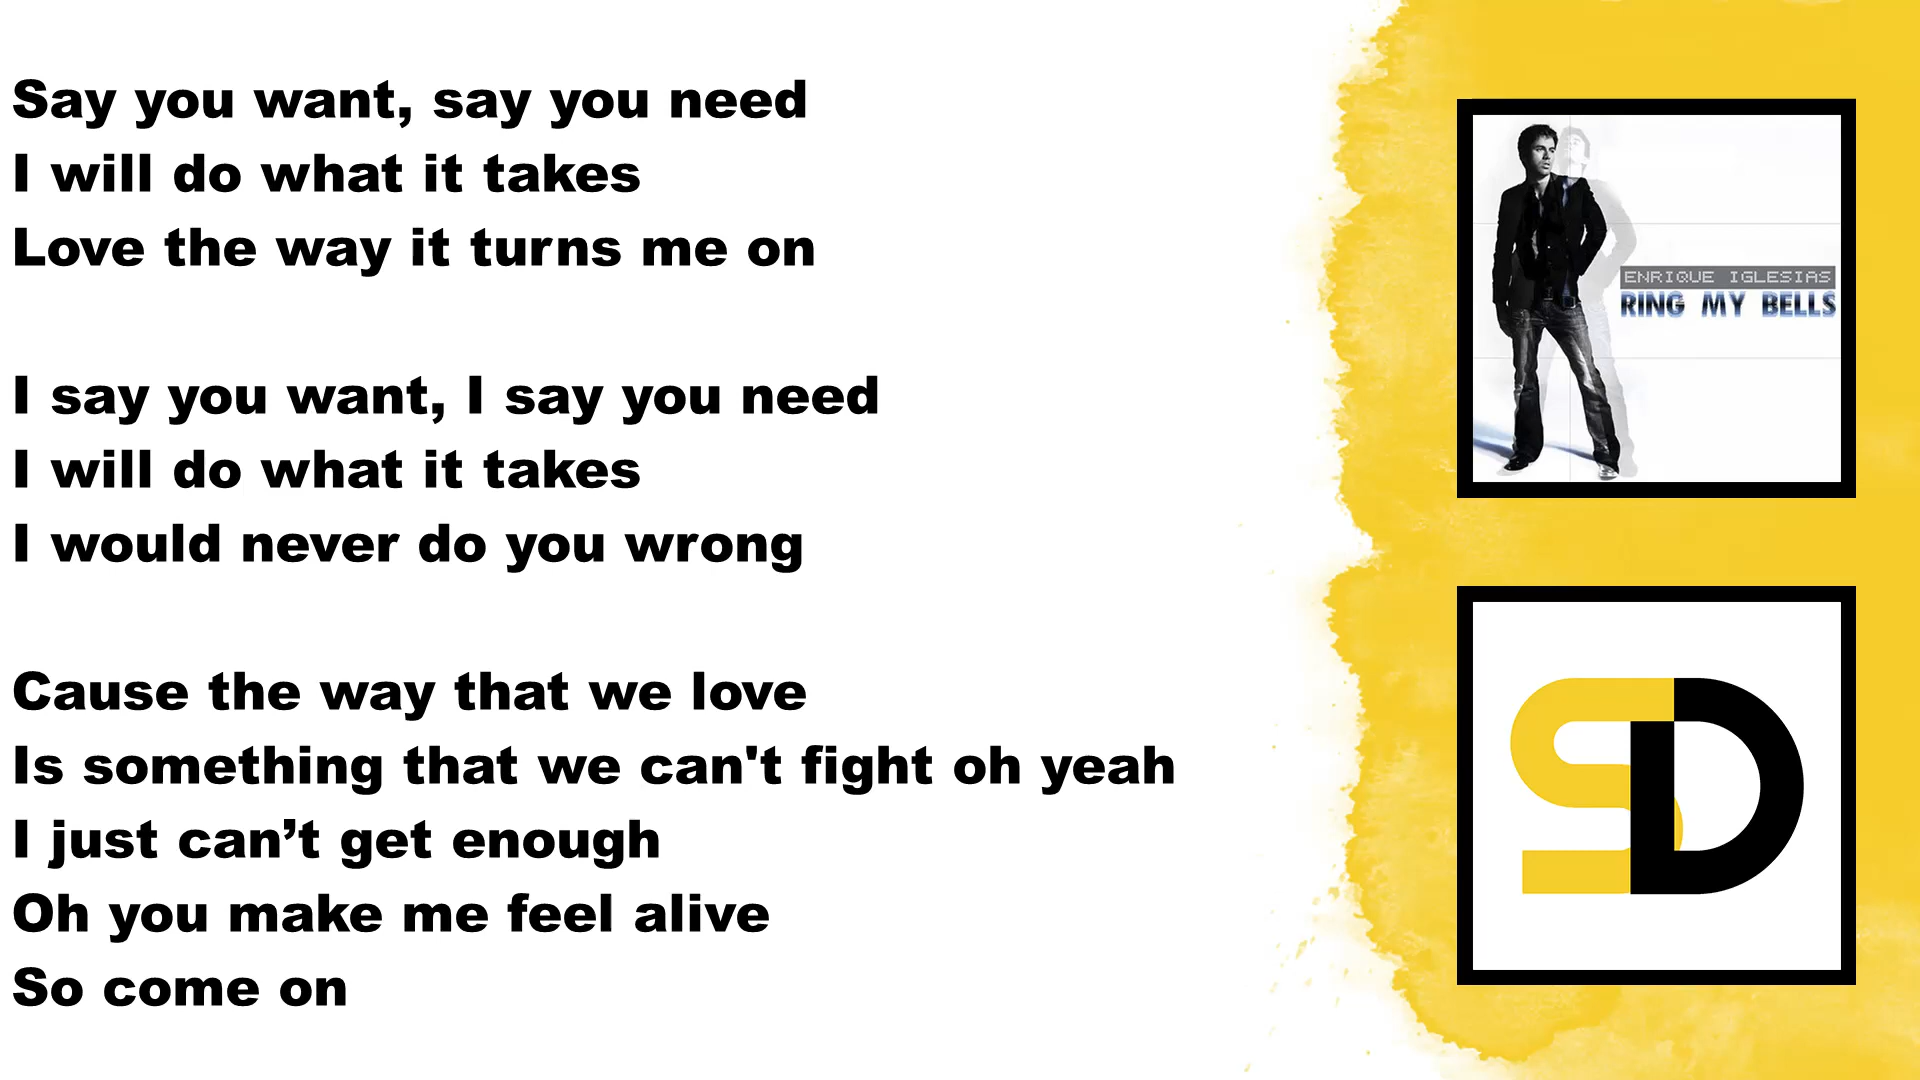 Say you want, say you need
I will do what it takes
Love the way it turns me on
I say you want, I say you need
I will do what it takes
I would never do you wrong
Cause the way that we love
Is something that we can't fight oh yeah
I just can’t get enough
Oh you make me feel alive
So come on
ENRIQUE IGLESIAS
RING MY BELLS
SD